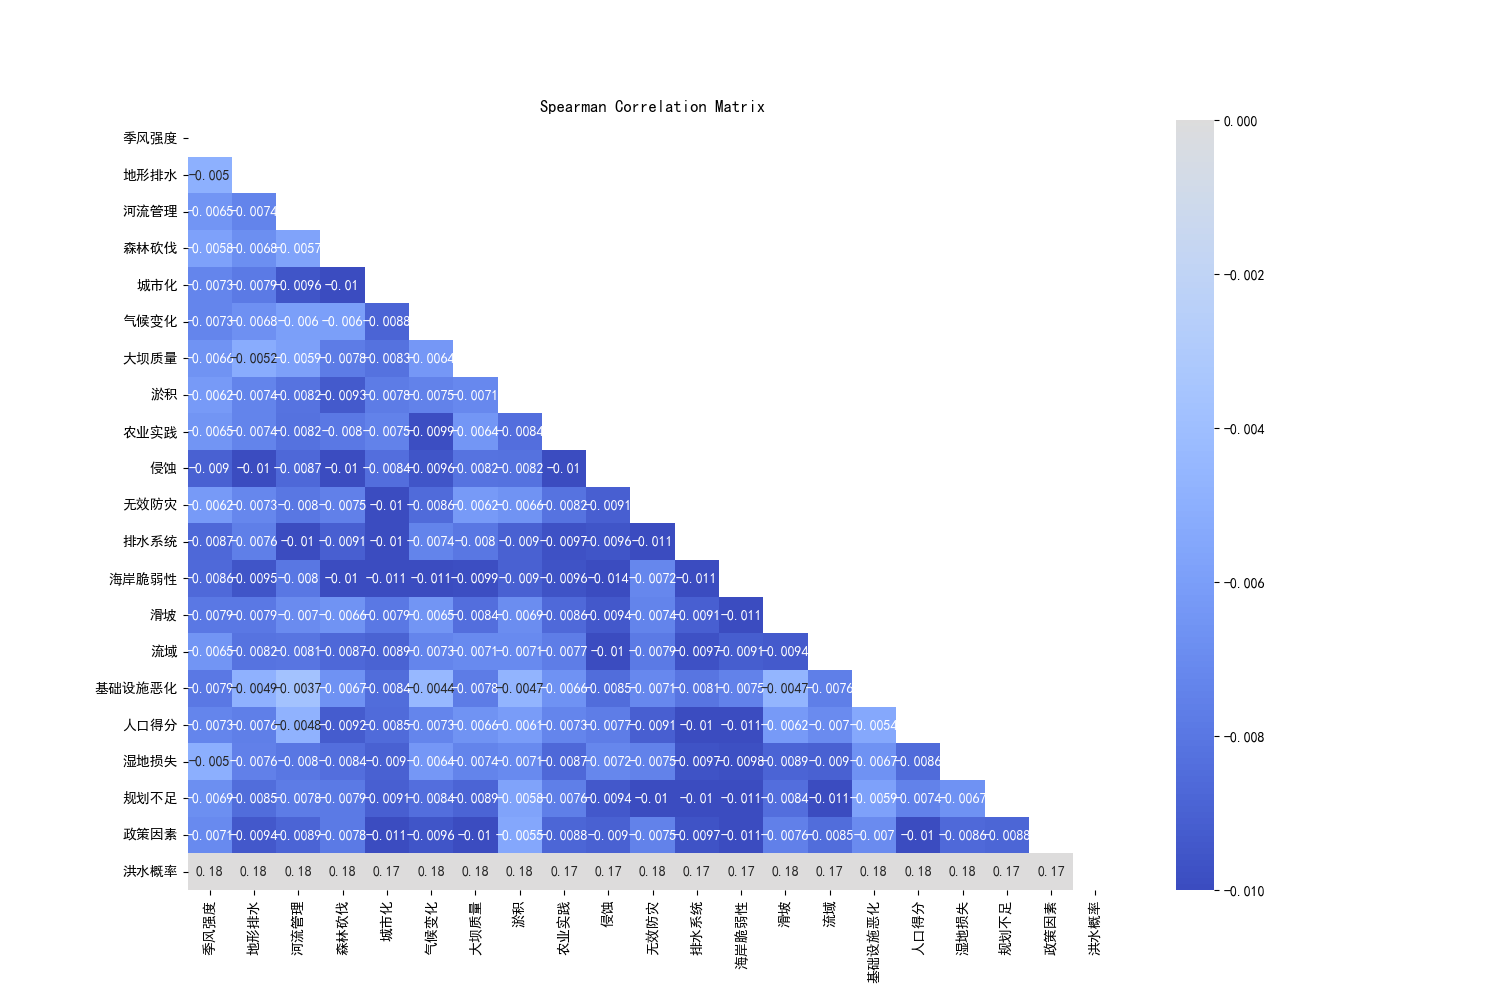 Spearman Correlation Matrix
季风强度
地形排水 -0.005
河流管理 -0.0065 -0.0074
森林砍伐 -0.0058 -0.0068 -0.0057
城市化 -0.0073 -0.0079 -0.0096 -0.01
气候变化 -0.0073 -0.0068 -0.006 -0.006 -0.0088
大坝质量 -0.0066 -0.0052 -0.0059 -0.0078 -0.0083 -0.0064
淤积 -0.0062 -0.0074 -0.0082 -0.0093 -0.0078 -0.0075 -0.0071
农业实践 -0.0065 -0.0074 -0.0082 -0.008 -0.0075 -0.0099 -0.0064 -0.0084
侵蚀 -0.009 -0.01 -0.0087 -0.01 -0.0084 -0.0096 -0.0082 -0.0082 -0.01
无效防灾 -0.0062 -0.0073 -0.008 -0.0075 -0.01 -0.0086 -0.0062 -0.0066 -0.0082 -0.0091
排水系统 -0.0087 -0.0076 -0.01 -0.0091 -0.01 -0.0074 -0.008 -0.009 -0.0097 -0.0096 -0.011
海岸脆弱性 -0.0086 -0.0095 -0.008 -0.01 -0.011 -0.011 -0.0099 -0.009 -0.0096 -0.014 -0.0072 -0.011
滑坡 -0.0079 -0.0079 -0.007 -0.0066 -0.0079 -0.0065 -0.0084 -0.0069 -0.0086 -0.0094 -0.0074 -0.0091 -0.011
流域 -0.0065 -0.0082 -0.0081 -0.0087 -0.0089 -0.0073 -0.0071 -0.0071 -0.0077 -0.01 -0.0079 -0.0097 -0.0091 -0.0094
基础设施恶化 -0.0079 -0.0049 -0.0037 -0.0067 -0.0084 -0.0044 -0.0078 -0.0047 -0.0066 -0.0085 -0.0071 -0.0081 -0.0075 -0.0047 -0.0076
人口得分 -0.0073 -0.0076 -0.0048 -0.0092 -0.0085 -0.0073 -0.0066 -0.0061 -0.0073 -0.0077 -0.0091 -0.01 -0.011 -0.0062 -0.007 -0.0054
湿地损失 -0.005 -0.0076 -0.008 -0.0084 -0.009 -0.0064 -0.0074 -0.0071 -0.0087 -0.0072 -0.0075 -0.0097 -0.0098 -0.0089 -0.009 -0.0067 -0.0086
规划不足 -0.0069 -0.0085 -0.0078 -0.0079 -0.0091 -0.0084 -0.0089 -0.0058 -0.0076 -0.0094 -0.01 -0.01 -0.011 -0.0084 -0.011 -0.0059 -0.0074 -0.0067
政策因素 -0.0071 -0.0094 -0.0089 -0.0078 -0.011 -0.0096 -0.01 -0.0055 -0.0088 -0.009 -0.0075 -0.0097 -0.011 -0.0076 -0.0085 -0.007 -0.01 -0.0086 -0.0088
洪水概率 0.18 0.18 0.18 0.18 0.17 0.18 0.18 0.18 0.17 0.17 0.18 0.17 0.17 0.18 0.17 0.18 0.18 0.18 0.17 0.17
季风强度
地形排水
河流管理
森林砍伐
城市化
气候变化
大坝质量
淤积
农业实践
侵蚀
无效防灾
排水系统
海岸脆弱性
滑坡
流域
基础设施恶化
人口得分
湿地损失
规划不足
政策因素
洪水概率
0.000
-0.002
-0.004
-0.006
-0.008
-0.010